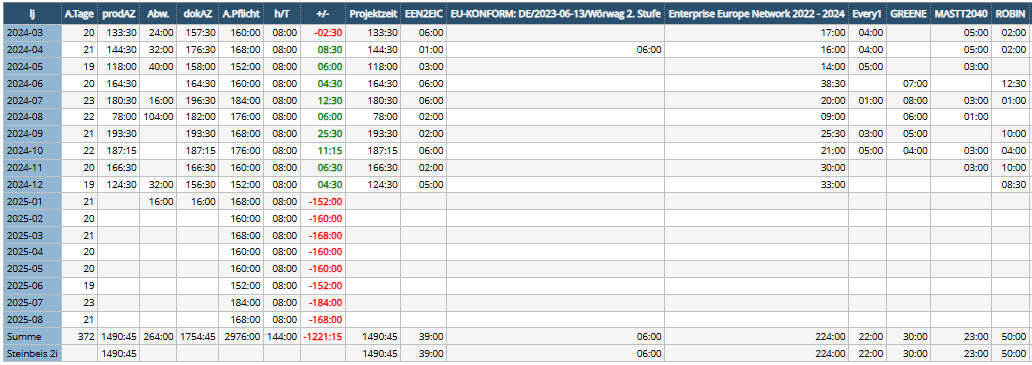 lj A.Tage prodAZ Abw. dokAZ A.Pflicht h/T +/- Projektzeit EEN2EIC EU-KONFORM: DE/2023-06-13/Wörwag 2. Stufe Enterprise Europe Network 2022 - 2024 Every1 GREENE MASTT2040 ROBIN
2024-03 20 133:30 24:00 157:30 160:00 08:00 -02:30 133:30 06:00 17:00 04:00 05:00 02:00
2024-04 21 144:30 32:00 176:30 168:00 08:00 08:30 144:30 01:00 06:00 16:00 04:00 05:00 02:00
2024-05 19 118:00 40:00 158:00 152:00 08:00 06:00 118:00 03:00 14:00 05:00 03:00
2024-06 20 164:30 164:30 160:00 08:00 04:30 164:30 06:00 38:30 07:00 12:30
2024-07 23 180:30 16:00 196:30 184:00 08:00 12:30 180:30 06:00 20:00 01:00 08:00 03:00 01:00
2024-08 22 78:00 104:00 182:00 176:00 08:00 06:00 78:00 02:00 09:00 06:00 01:00
2024-09 21 193:30 193:30 168:00 08:00 25:30 193:30 02:00 25:30 03:00 05:00 10:00
2024-10 22 187:15 187:15 176:00 08:00 11:15 187:15 06:00 21:00 05:00 04:00 03:00 04:00
2024-11 20 166:30 166:30 160:00 08:00 06:30 166:30 02:00 30:00 03:00 10:00
2024-12 19 124:30 32:00 156:30 152:00 08:00 04:30 124:30 05:00 33:00 08:30
2025-01 21 16:00 16:00 168:00 08:00 -152:00
2025-02 20 160:00 08:00 -160:00
2025-03 21 168:00 08:00 -168:00
2025-04 20 160:00 08:00 -160:00
2025-05 20 160:00 08:00 -160:00
2025-06 19 152:00 08:00 -152:00
2025-07 23 184:00 08:00 -184:00
2025-08 21 168:00 08:00 -168:00
Summe 372 1490:45 264:00 1754:45 2976:00 144:00 -1221:15 1490:45 39:00 06:00 224:00 22:00 30:00 23:00 50:00
Steinbeis 2i 1490:45 1490:45 39:00 06:00 224:00 22:00 30:00 23:00 50:00